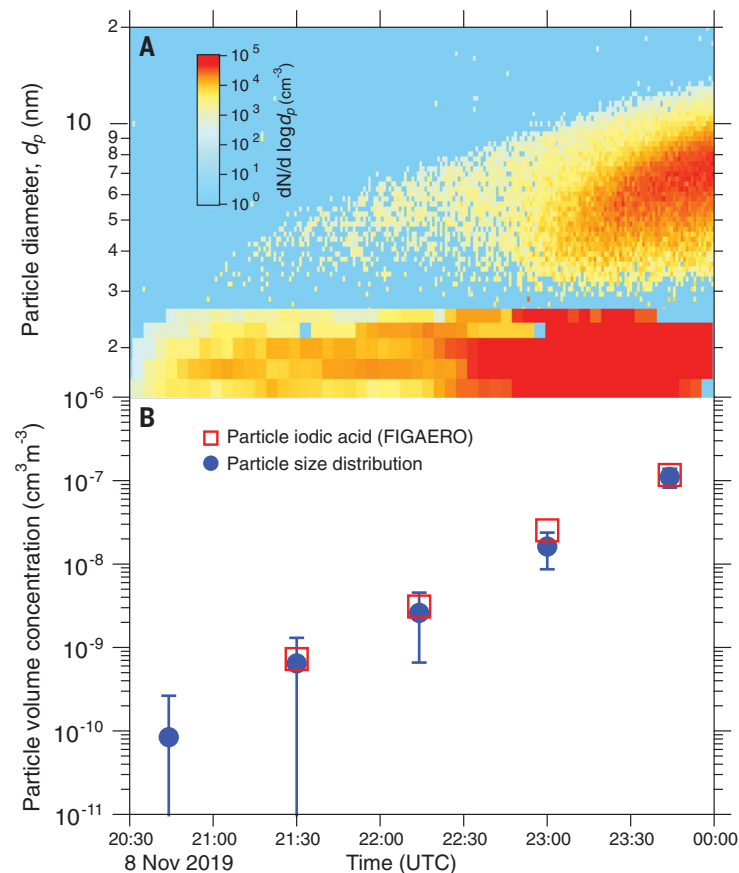 A
2
10
9
8
7
6
5
4
3
2
Particle diameter, dp (nm)
10^5
10^4
10^3
10^2
10^1
10^0
dN/d logdp (cm^-3)
B
Particle iodic acid (FIGAERO)
Particle size distribution
10^-6
10^-7
10^-8
10^-9
10^-10
10^-11
Particle volume concentration (cm^3 m^-3)
20:30 21:00 21:30 22:00 22:30 23:00 23:30 00:00
8 Nov 2019 Time (UTC)